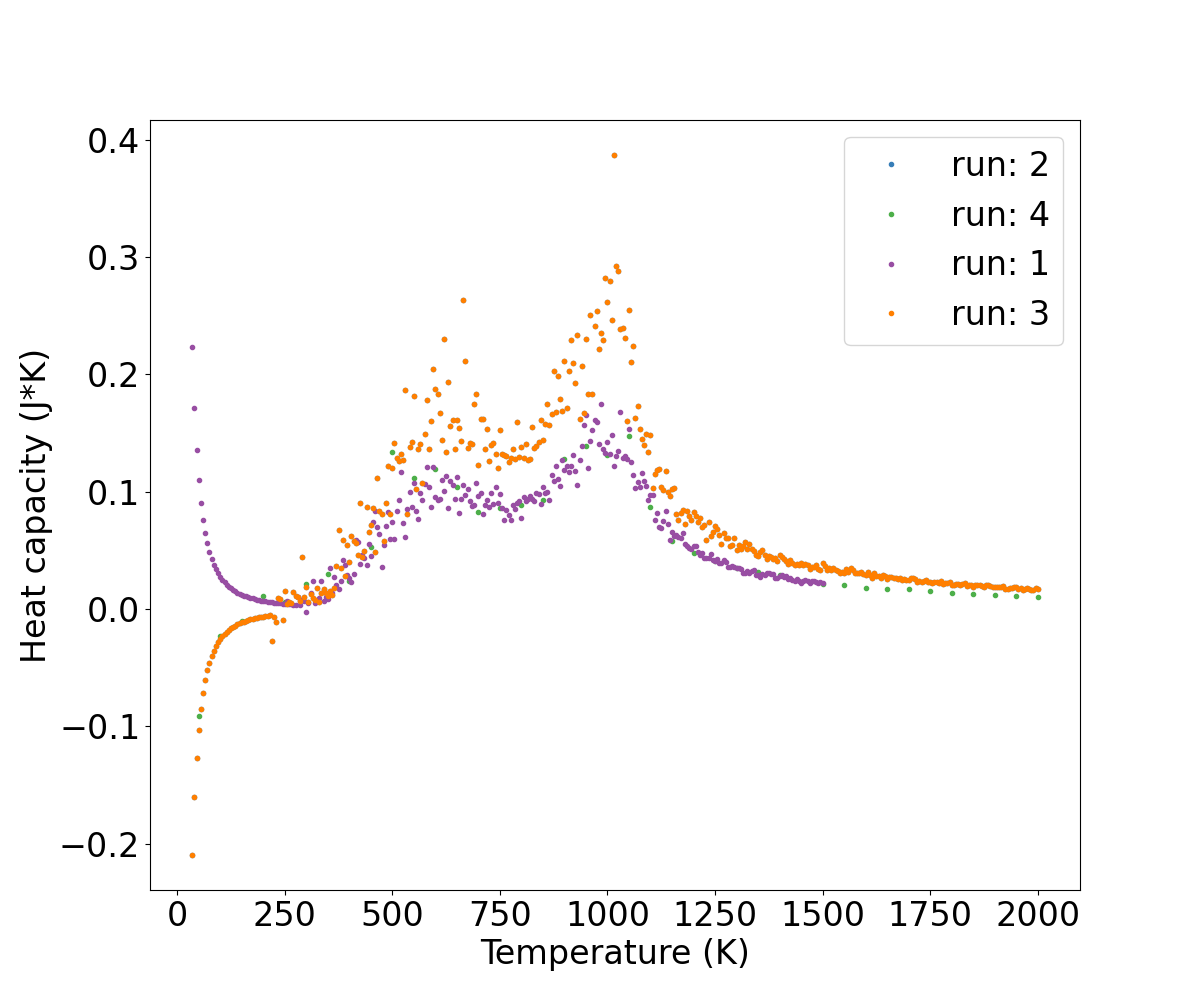 0.4
0.3
0.2
0.1
0.0
−0.1
−0.2
Heat capacity (J*K)
run: 2
run: 4
run: 1
run: 3
0 250 500 750 1000 1250 1500 1750 2000
Temperature (K)